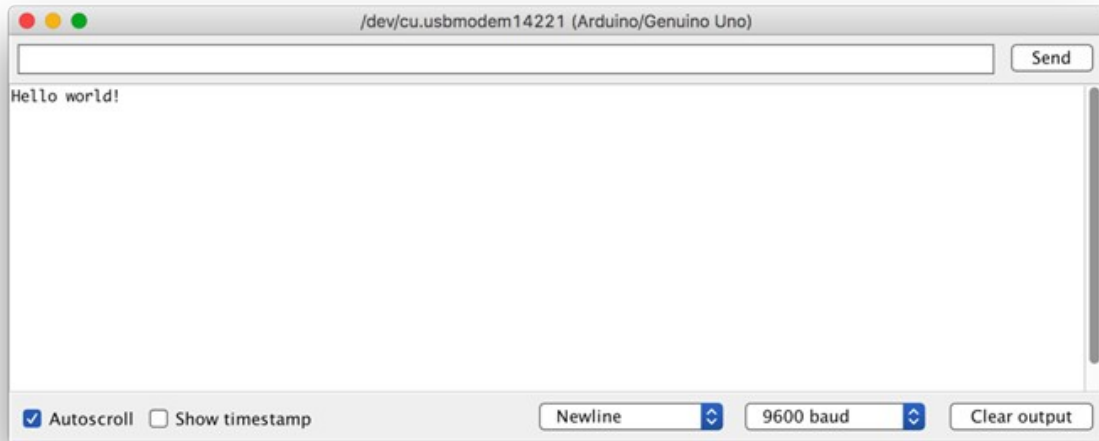 /dev/cu.usbmodem14221 (Arduino/Genuino Uno)
Send
Hello world!
Autoscroll Show timestamp Newline 9600 baud Clear output